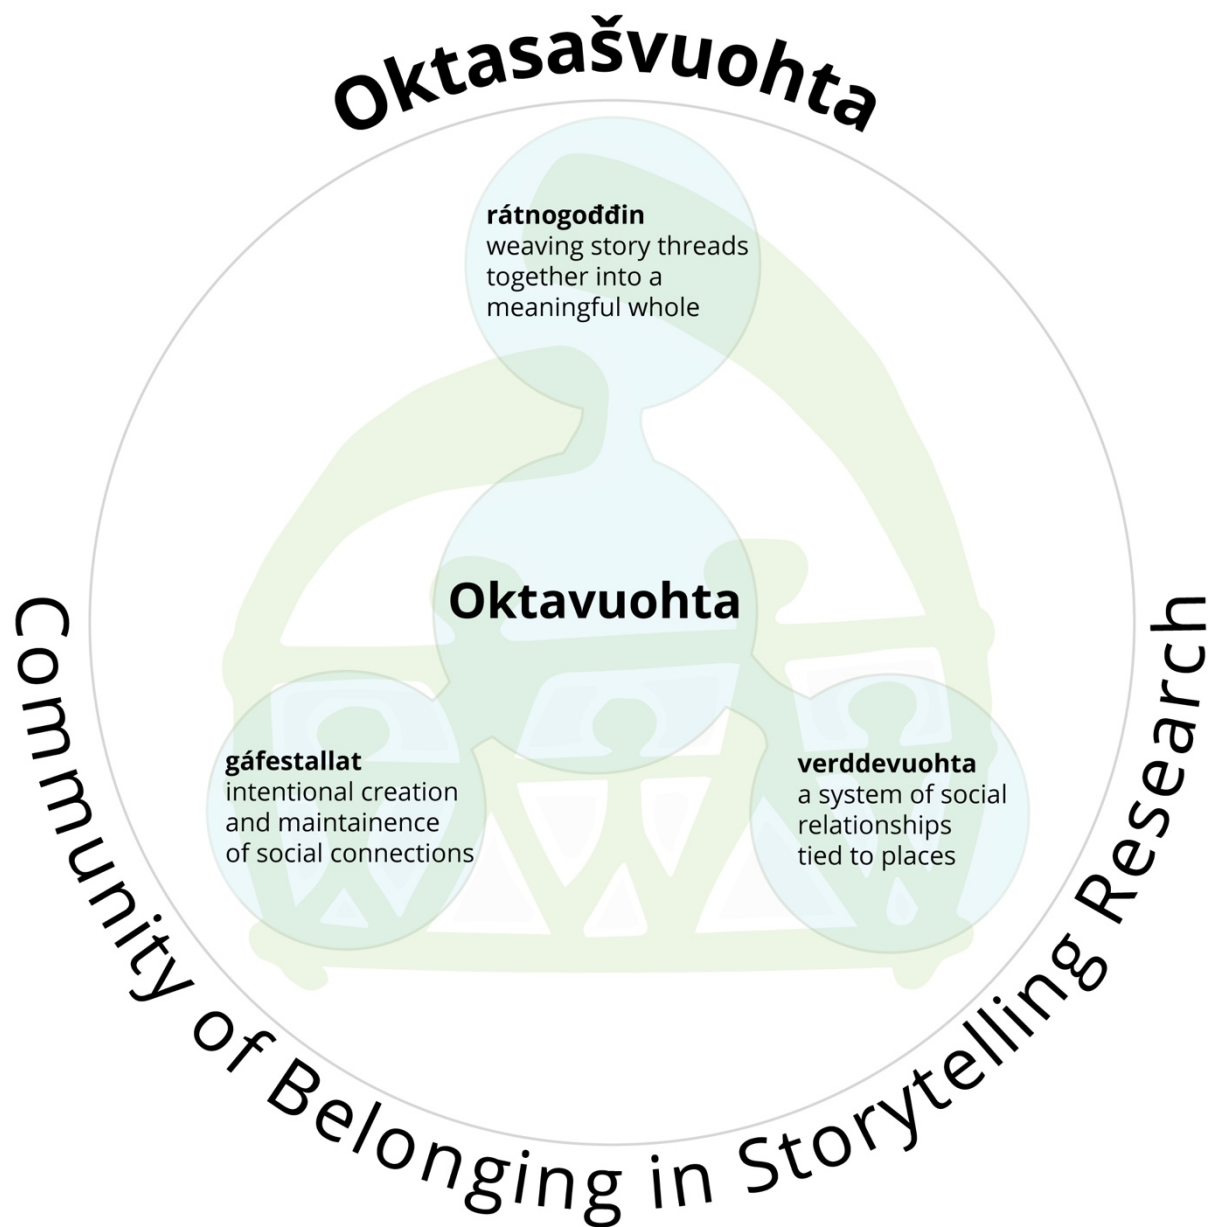 Oktasašvuohta
rátnogođđin
weaving story threads
together into a
meaningful whole
Oktavuohta
gáfestallat
intentional creation
and maintainence
of social connections
verddevuohta
a system of social
relationships
tied to places
Community of Belonging in Storytelling Research